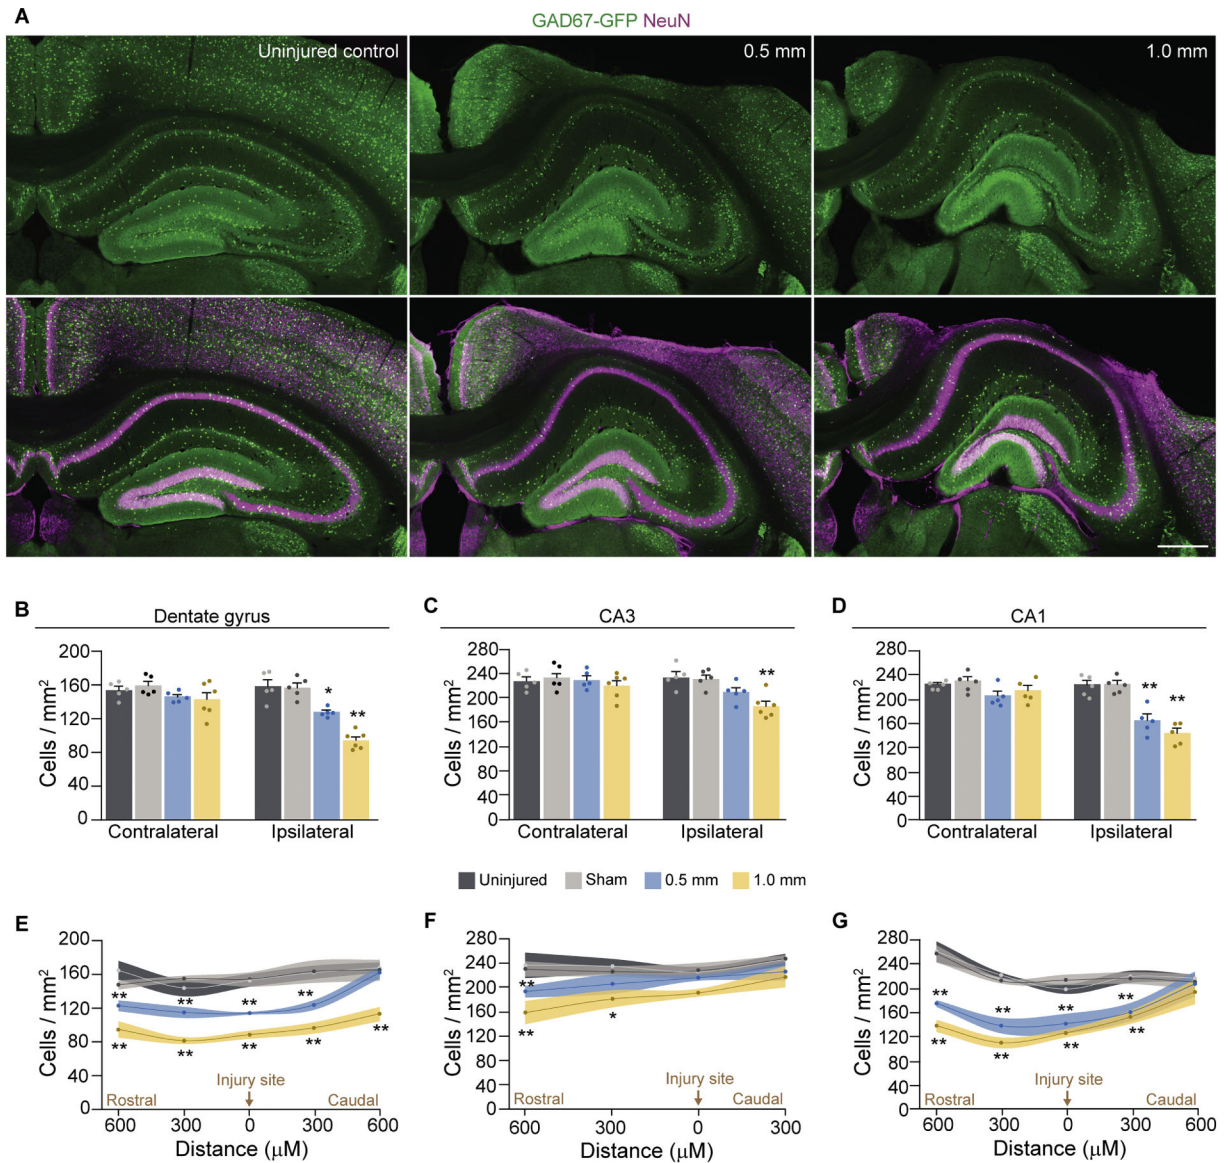 A
GAD67-GFP NeuN
Uninjured control
0.5 mm
1.0 mm
B
Dentate gyrus
C
CA3
D
CA1
Cells / mm2
200
160
120
80
40
0
* **
Contralateral Ipsilateral
Cells / mm2
280
240
200
160
120
80
40
0
**
Contralateral Ipsilateral
Cells / mm2
280
240
200
160
120
80
40
0
** **
Contralateral Ipsilateral
Uninjured Sham 0.5 mm 1.0 mm
E
Cells / mm2
200
160
120
80
40
0
** ** ** **
** ** ** ** **
Injury site
Rostral Caudal
600 300 0 300 600
Distance (μM)
F
Cells / mm2
280
240
200
160
120
80
40
0
**
** *
Injury site
Rostral Caudal
600 300 0 300
Distance (μM)
G
Cells / mm2
280
240
200
160
120
80
40
0
** ** ** **
** ** ** **
Injury site
Rostral Caudal
600 300 0 300 600
Distance (μM)